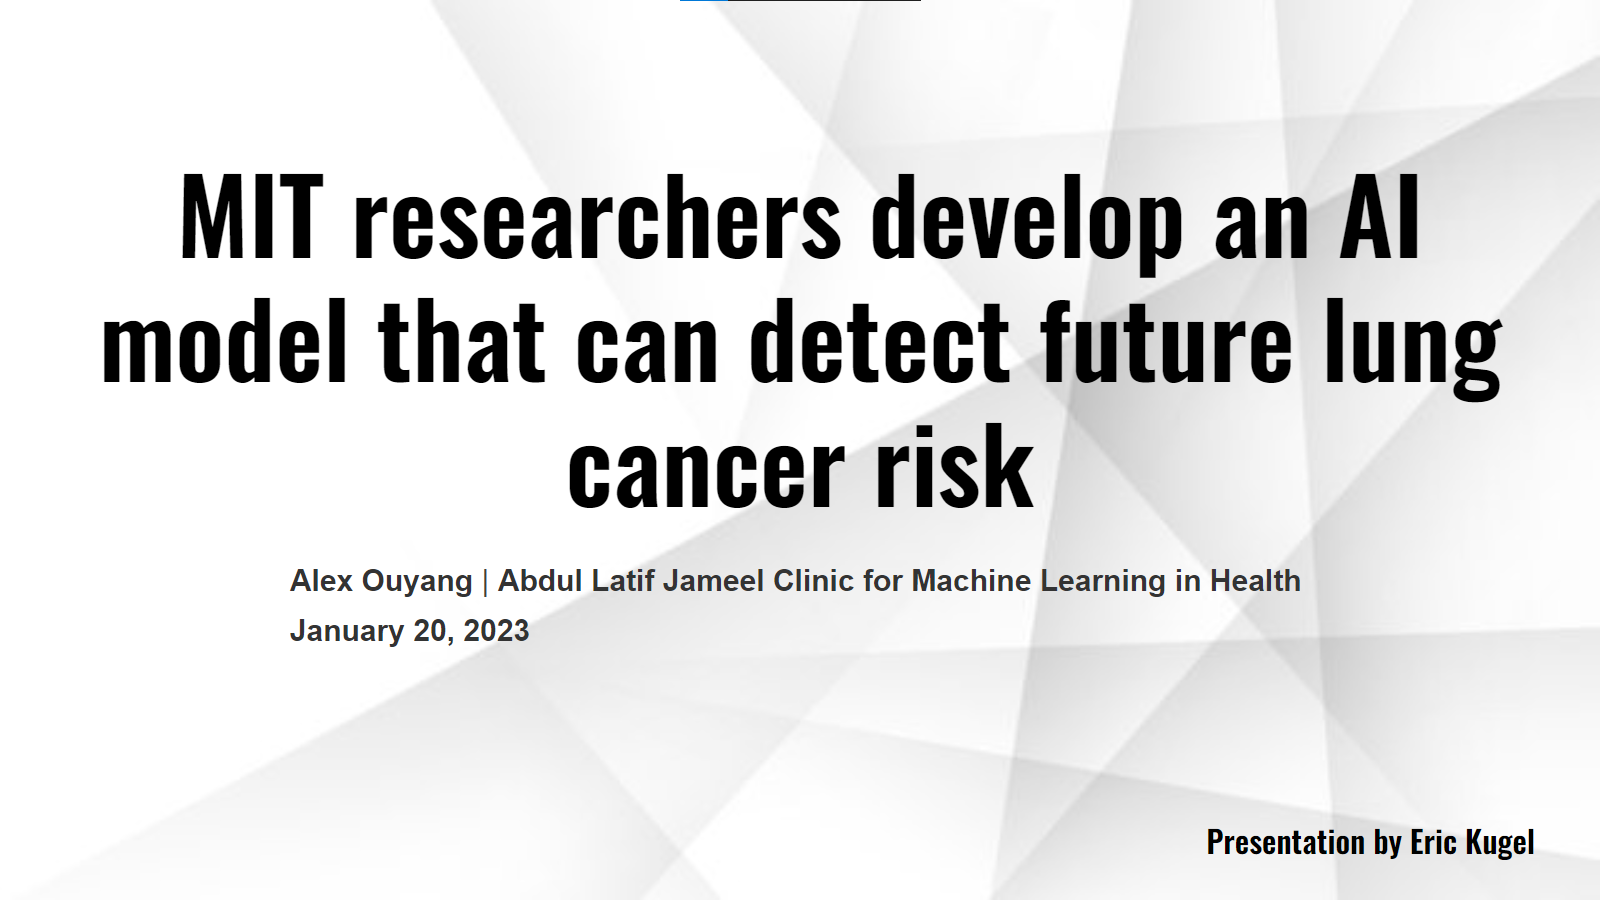 MIT researchers develop an AI
model that can detect future lung
cancer risk
Alex Ouyang | Abdul Latif Jameel Clinic for Machine Learning in Health
January 20, 2023
Presentation by Eric Kugel